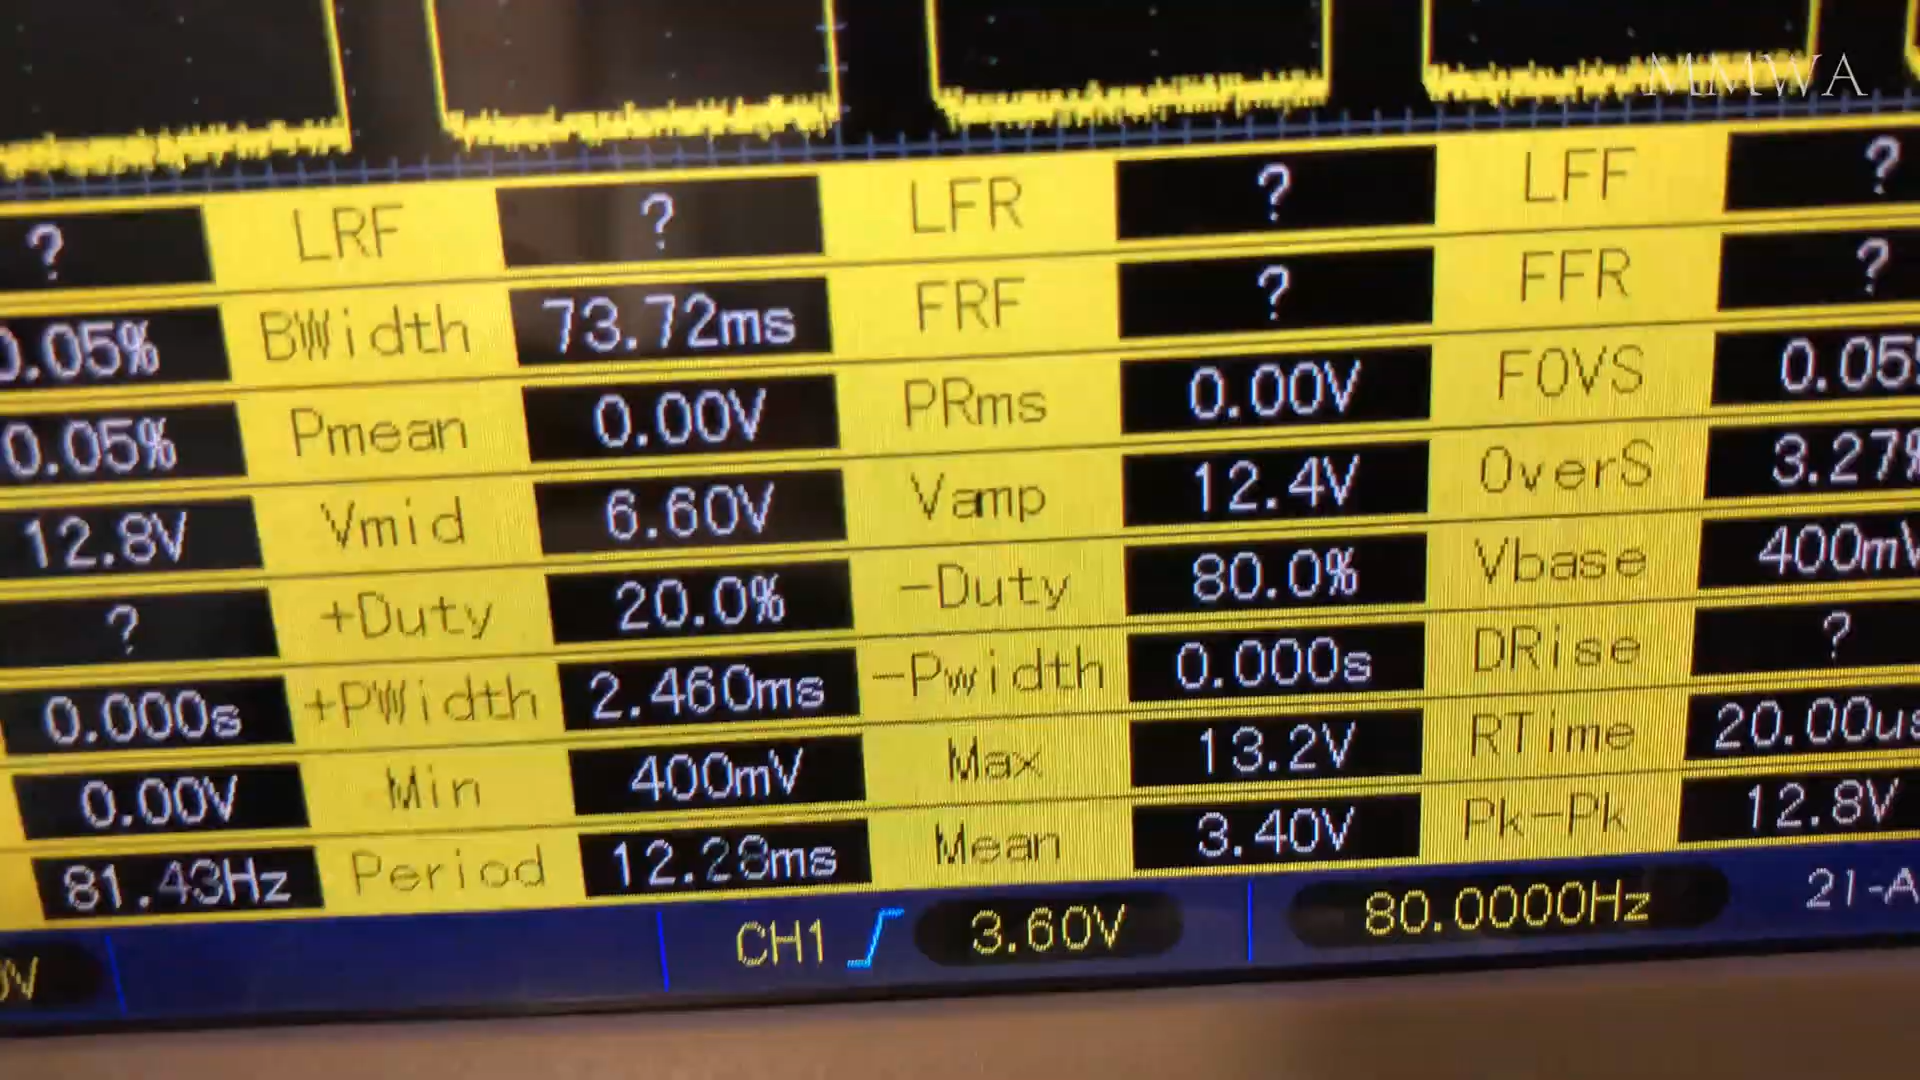 MMWA
? LRF ? LFR ? LFF ?
0.05% BWidth 73.72ms FRF ? FFR ?
0.05% Pmean 0.00V PRms 0.00V FOVS 0.05
12.8V Vmid 6.60V Vamp 12.4V OverS 3.27%
? +Duty 20.0% -Duty 80.0% Vbase 400mV
0.000s +PWidth 2.460ms -Pwidth 0.000s DRise ?
0.00V Min 400mV Max 13.2V RTime 20.00us
81.43Hz Period 12.28ms Mean 3.40V Pk-Pk 12.8V
V CH1 3.60V 80.0000Hz 21-A